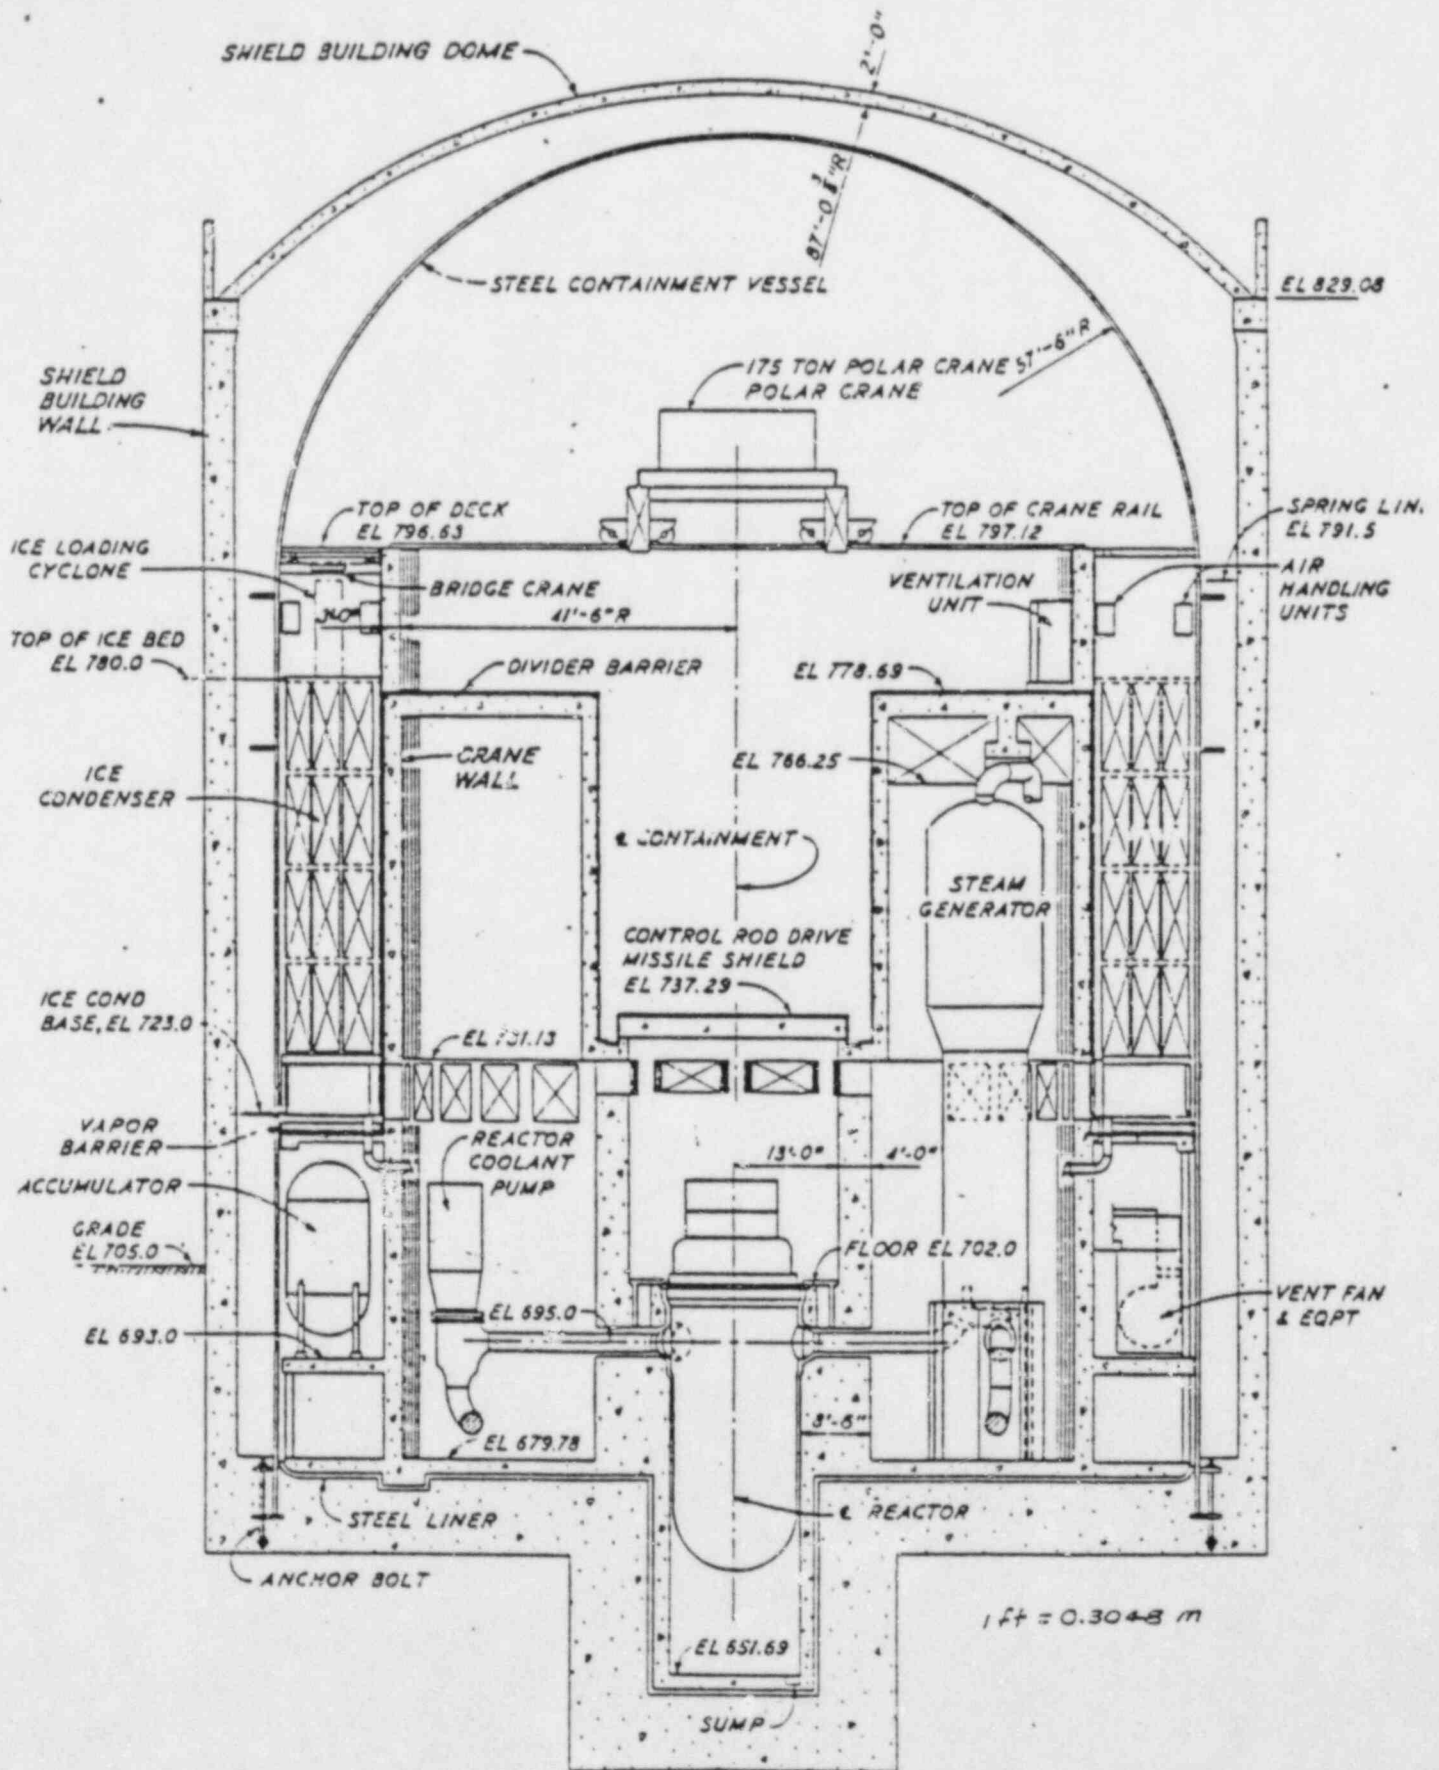 SHIELD BUILDING DOME
2'-0"
STEEL CONTAINMENT VESSEL
EL 829.08
57'-6" R
175 TON POLAR CRANE
POLAR CRANE
SHIELD
BUILDING
WALL
TOP OF DECK
EL 796.63
TOP OF CRANE RAIL
EL 797.12
SPRING LIN.
EL 791.5
ICE LOADING
CYCLONE
BRIDGE CRANE
VENTILATION
UNIT
AIR
HANDLING
UNITS
41'-6" R
TOP OF ICE BED
EL 780.0
DIVIDER BARRIER
EL 778.69
CRANE
WALL
EL 766.25
ICE
CONDENSER
℄ CONTAINMENT
STEAM
GENERATOR
CONTROL ROD DRIVE
MISSILE SHIELD
EL 737.29
ICE COND
BASE, EL 723.0
EL 731.13
VAPOR
BARRIER
REACTOR
COOLANT
PUMP
13'-0"
4'-0"
ACCUMULATOR
GRADE
EL 705.0
FLOOR EL 702.0
VENT FAN
& EQPT
EL 695.0
EL 693.0
8'-6"
EL 679.78
STEEL LINER
℄ REACTOR
ANCHOR BOLT
1 ft = 0.3048 m
EL 651.69
SUMP